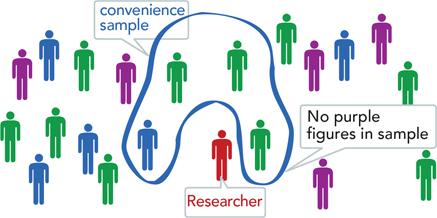 convenience
sample
No purple
figures in sample
Researcher